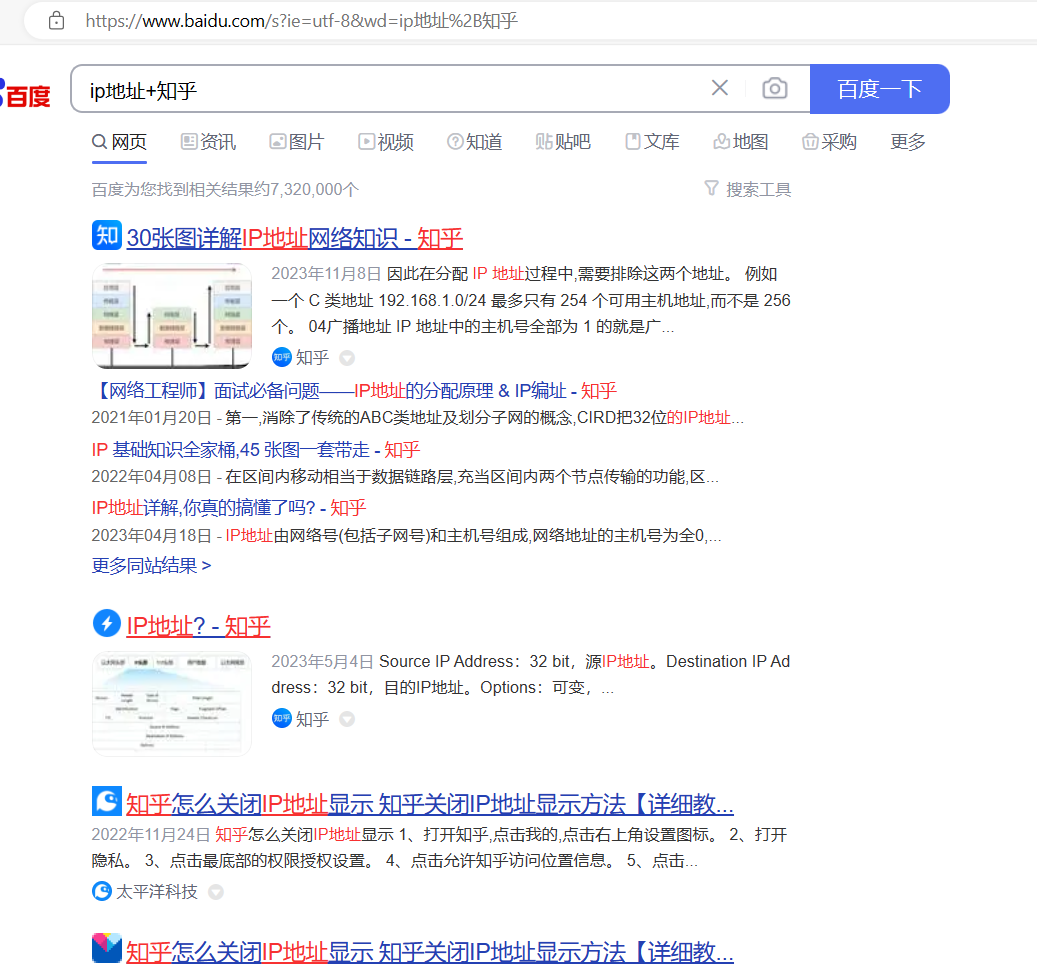 https://www.baidu.com/s?ie=utf-8&wd=ip地址%2B知乎
百度
ip地址+知乎
百度一下
网页 资讯 图片 视频 知道 贴吧 文库 地图 采购 更多
百度为您找到相关结果约7,320,000个
搜索工具
知 30张图详解IP地址网络知识 - 知乎
2023年11月8日 因此在分配 IP 地址过程中,需要排除这两个地址。 例如
一个 C 类地址 192.168.1.0/24 最多只有 254 个可用主机地址,而不是 256
个。 04广播地址 IP 地址中的主机号全部为 1 的就是广...
知乎 知乎
【网络工程师】面试必备问题——IP地址的分配原理 & IP编址 - 知乎
2021年01月20日 - 第一,消除了传统的ABC类地址及划分子网的概念,CIRD把32位的IP地址...
IP 基础知识全家桶,45 张图一套带走 - 知乎
2022年04月08日 - 在区间内移动相当于数据链路层,充当区间内两个节点传输的功能,区...
IP地址详解,你真的搞懂了吗? - 知乎
2023年04月18日 - IP地址由网络号(包括子网号)和主机号组成,网络地址的主机号为全0,...
更多同站结果 >
IP地址? - 知乎
2023年5月4日 Source IP Address：32 bit，源IP地址。Destination IP Ad
dress：32 bit，目的IP地址。Options：可变，...
知乎 知乎
知乎怎么关闭IP地址显示 知乎关闭IP地址显示方法【详细教...
2022年11月24日 知乎怎么关闭IP地址显示 1、打开知乎,点击我的,点击右上角设置图标。 2、打开
隐私。 3、点击最底部的权限授权设置。 4、点击允许知乎访问位置信息。 5、点击...
太平洋科技
知乎怎么关闭IP地址显示 知乎关闭IP地址显示方法【详细教...